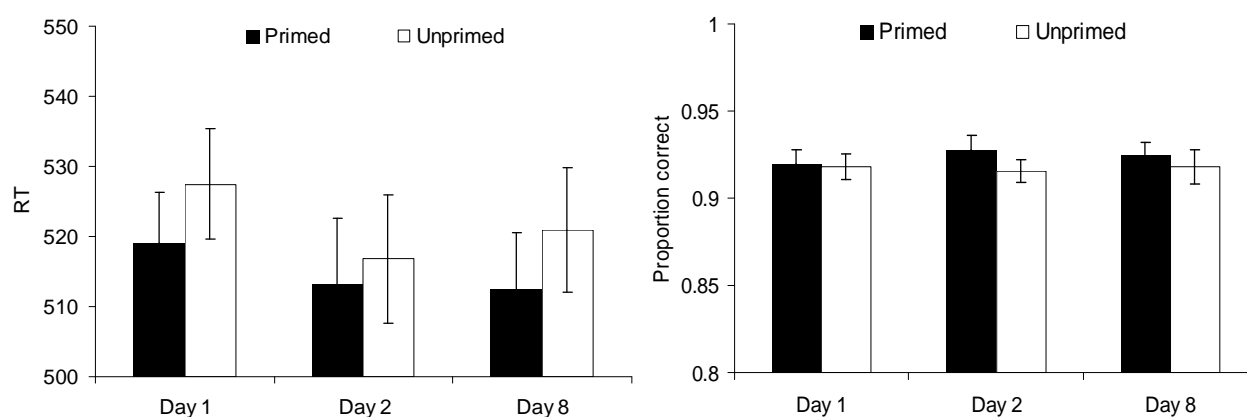 550
540
530
520
510
500
RT
Primed Unprimed
Day 1 Day 2 Day 8
1
0.95
0.9
0.85
0.8
Proportion correct
Primed Unprimed
Day 1 Day 2 Day 8